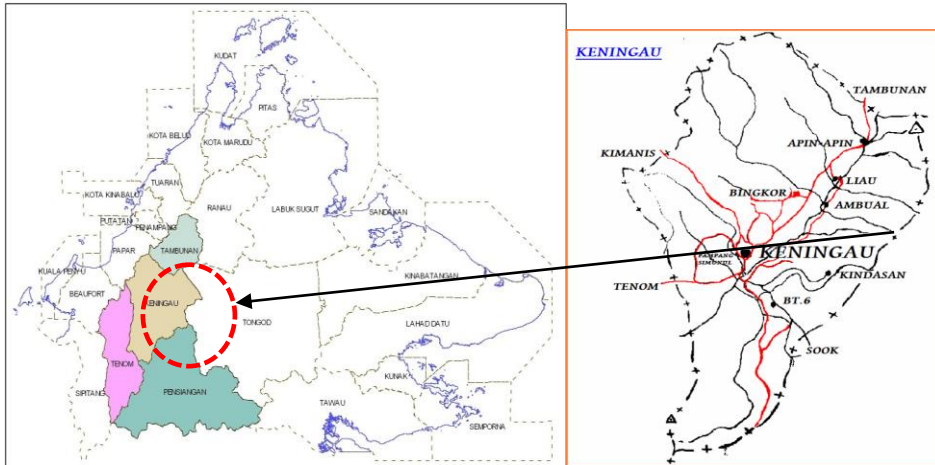 KUDAT
PITAS
KOTA BELUD
KOTA MARUDU
TUARAN
KOTA KINABALU
RANAU
LABUK SUGUT
SANDAKAN
PUTATAN
PENAMPANG
PAPAR
TAMBUNAN
KUALA PENYU
KINABATANGAN
BEAUFORT
KENINGAU
TONGOD
LAHAD DATU
TENOM
KUNAK
SIPITANG
PENSIANGAN
TAWAU
SEMPORNA
KENINGAU
TAMBUNAN
APIN-APIN
KIMANIS
LIAU
BINGKOR
AMBUAL
KENINGAU
TENOM
KINDASAN
BT.6
SOOK